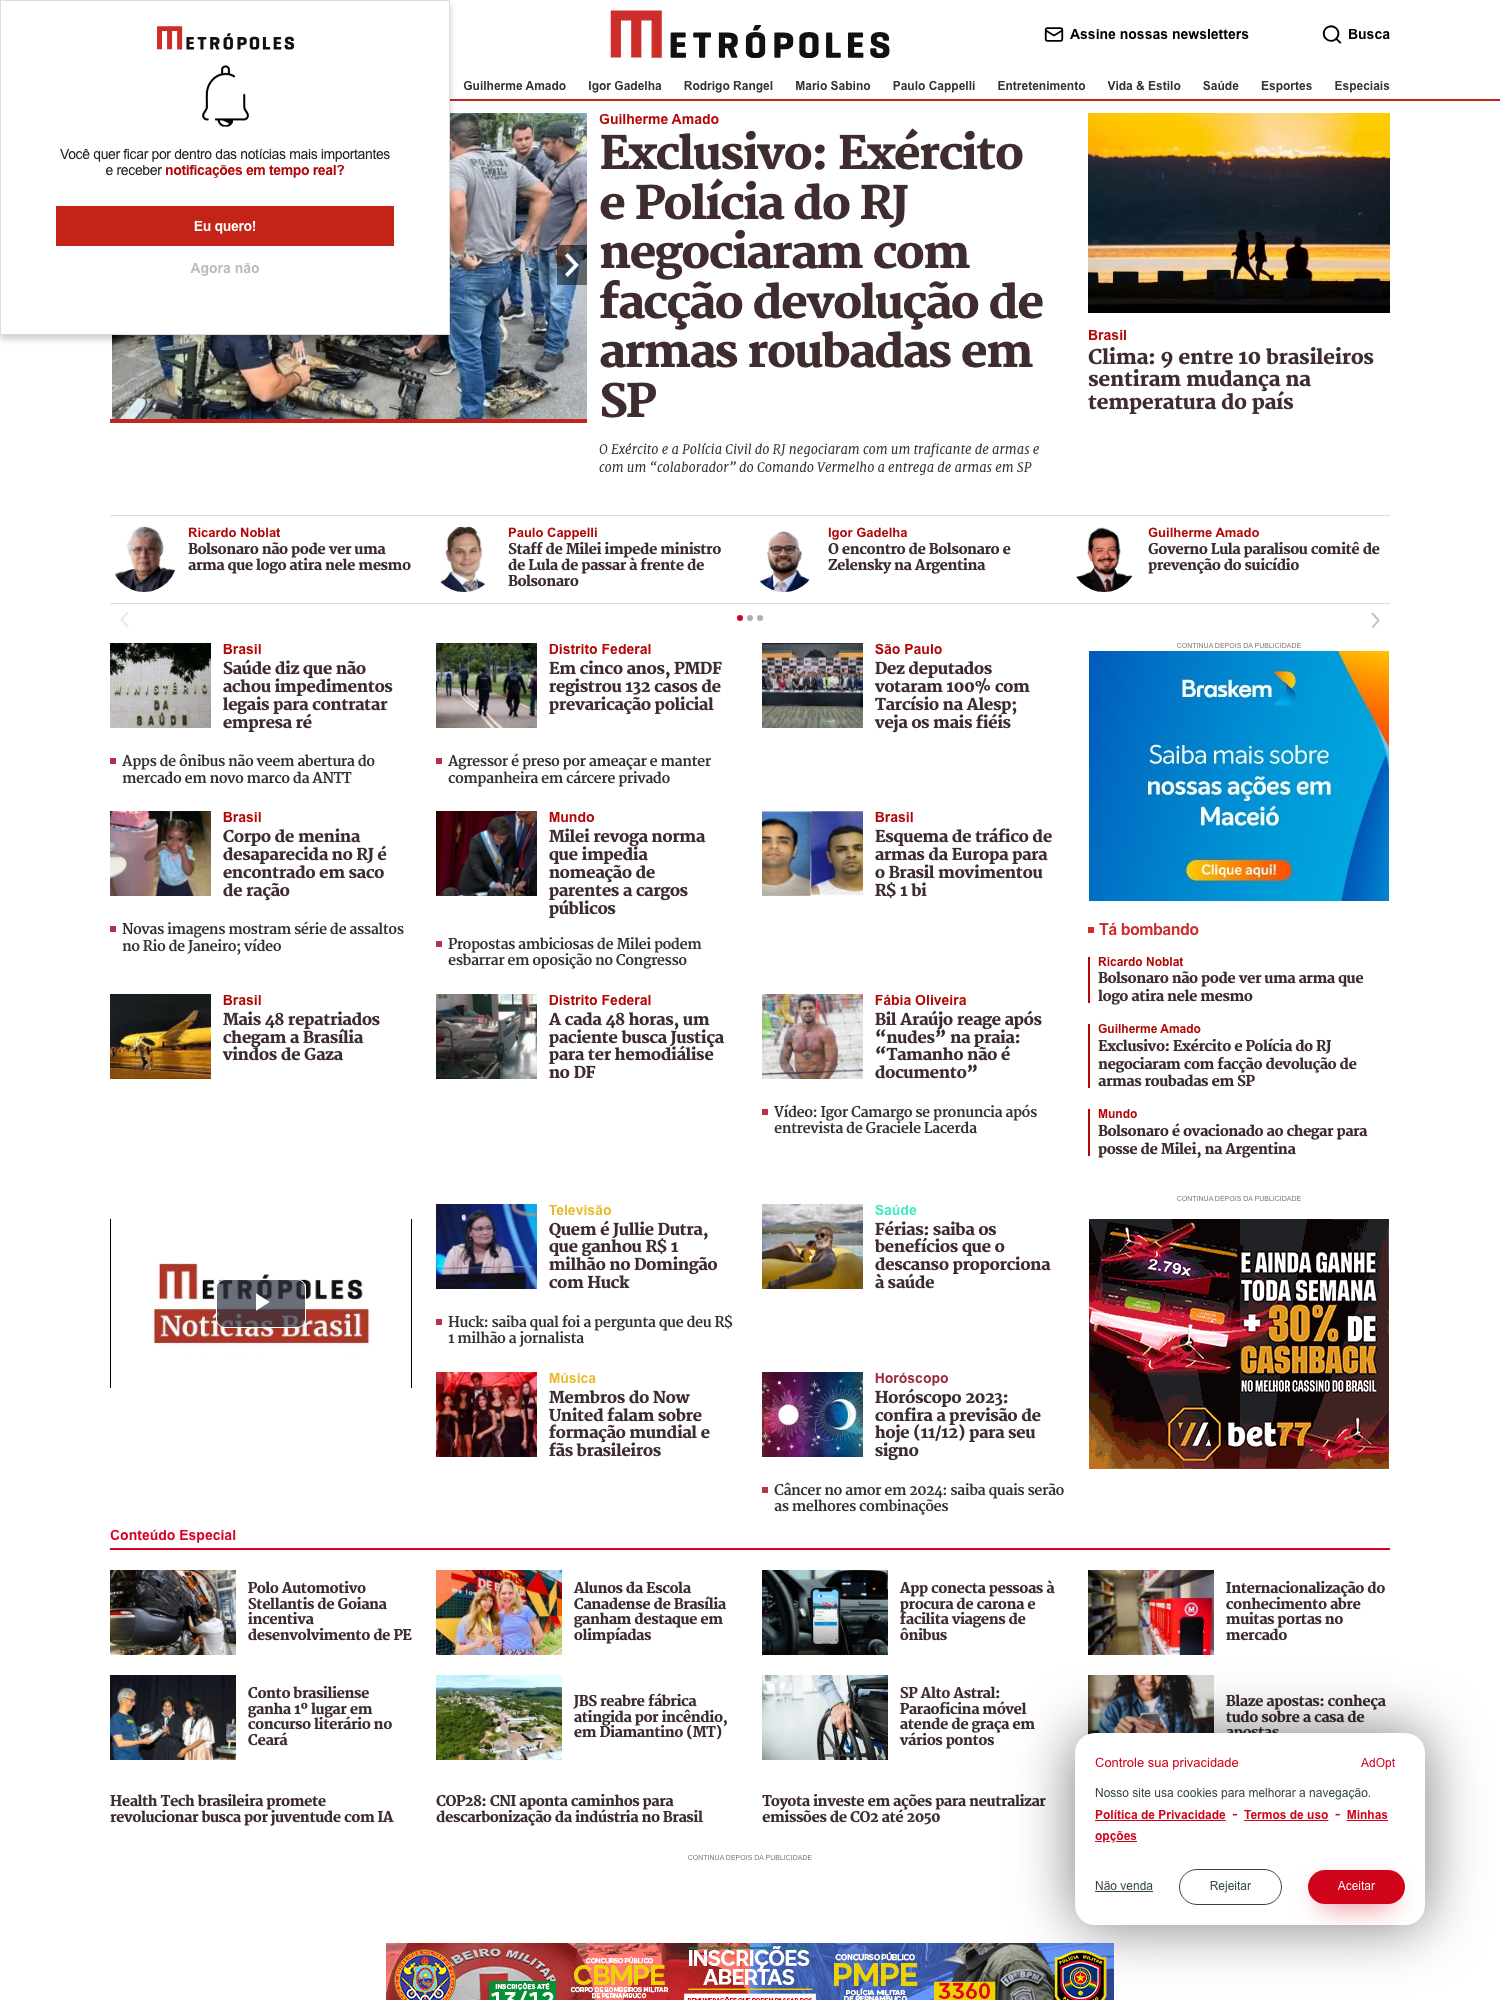 METRÓPOLES
Você quer ficar por dentro das notícias mais importantes
e receber notificações em tempo real?
Eu quero!
Agora não
METRÓPOLES
Assine nossas newsletters
Busca
Guilherme Amado
Igor Gadelha
Rodrigo Rangel
Mario Sabino
Paulo Cappelli
Entretenimento
Vida & Estilo
Saúde
Esportes
Especiais
Guilherme Amado
Exclusivo: Exército
e Polícia do RJ
negociaram com
facção devolução de
armas roubadas em
SP
O Exército e a Polícia Civil do RJ negociaram com um traficante de armas e
com um “colaborador” do Comando Vermelho a entrega de armas em SP
Brasil
Clima: 9 entre 10 brasileiros
sentiram mudança na
temperatura do país
Ricardo Noblat
Bolsonaro não pode ver uma
arma que logo atira nele mesmo
Paulo Cappelli
Staff de Milei impede ministro
de Lula de passar à frente de
Bolsonaro
Igor Gadelha
O encontro de Bolsonaro e
Zelensky na Argentina
Guilherme Amado
Governo Lula paralisou comitê de
prevenção do suicídio
MINISTÉRIO
DA
SAÚDE
Brasil
Saúde diz que não
achou impedimentos
legais para contratar
empresa ré
Apps de ônibus não veem abertura do
mercado em novo marco da ANTT
Distrito Federal
Em cinco anos, PMDF
registrou 132 casos de
prevaricação policial
Agressor é preso por ameaçar e manter
companheira em cárcere privado
São Paulo
Dez deputados
votaram 100% com
Tarcísio na Alesp;
veja os mais fiéis
CONTINUA DEPOIS DA PUBLICIDADE
Braskem
Saiba mais sobre
nossas ações em
Maceió
Clique aqui!
Brasil
Corpo de menina
desaparecida no RJ é
encontrado em saco
de ração
Novas imagens mostram série de assaltos
no Rio de Janeiro; vídeo
Mundo
Milei revoga norma
que impedia
nomeação de
parentes a cargos
públicos
Propostas ambiciosas de Milei podem
esbarrar em oposição no Congresso
Brasil
Esquema de tráfico de
armas da Europa para
o Brasil movimentou
R$ 1 bi
Tá bombando
Ricardo Noblat
Bolsonaro não pode ver uma arma que
logo atira nele mesmo
Guilherme Amado
Exclusivo: Exército e Polícia do RJ
negociaram com facção devolução de
armas roubadas em SP
Mundo
Bolsonaro é ovacionado ao chegar para
posse de Milei, na Argentina
Brasil
Mais 48 repatriados
chegam a Brasília
vindos de Gaza
Distrito Federal
A cada 48 horas, um
paciente busca Justiça
para ter hemodiálise
no DF
Fábia Oliveira
Bil Araújo reage após
“nudes” na praia:
“Tamanho não é
documento”
Vídeo: Igor Camargo se pronuncia após
entrevista de Graciele Lacerda
CONTINUA DEPOIS DA PUBLICIDADE
METRÓPOLES
Notícias Brasil
Televisão
Quem é Jullie Dutra,
que ganhou R$ 1
milhão no Domingão
com Huck
Huck: saiba qual foi a pergunta que deu R$
1 milhão a jornalista
Saúde
Férias: saiba os
benefícios que o
descanso proporciona
à saúde
2.79x
E AINDA GANHE
TODA SEMANA
+ 30% DE
CASHBACK
NO MELHOR CASSINO DO BRASIL
bet77
Música
Membros do Now
United falam sobre
formação mundial e
fãs brasileiros
Horóscopo
Horóscopo 2023:
confira a previsão de
hoje (11/12) para seu
signo
Câncer no amor em 2024: saiba quais serão
as melhores combinações
Conteúdo Especial
Polo Automotivo
Stellantis de Goiana
incentiva
desenvolvimento de PE
Alunos da Escola
Canadense de Brasília
ganham destaque em
olimpíadas
App conecta pessoas à
procura de carona e
facilita viagens de
ônibus
Internacionalização do
conhecimento abre
muitas portas no
mercado
Conto brasiliense
ganha 1º lugar em
concurso literário no
Ceará
JBS reabre fábrica
atingida por incêndio,
em Diamantino (MT)
SP Alto Astral:
Paraoficina móvel
atende de graça em
vários pontos
Blaze apostas: conheça
tudo sobre a casa de
apostas
Health Tech brasileira promete
revolucionar busca por juventude com IA
COP28: CNI aponta caminhos para
descarbonização da indústria no Brasil
Toyota investe em ações para neutralizar
emissões de CO2 até 2050
Controle sua privacidade
AdOpt
Nosso site usa cookies para melhorar a navegação.
Política de Privacidade - Termos de uso - Minhas
opções
Não venda
Rejeitar
Aceitar
CONTINUA DEPOIS DA PUBLICIDADE
BEIRO MILITAR
INSCRIÇÕES ATÉ
13/12
CONCURSO PÚBLICO
CBMPE
CORPO DE BOMBEIROS MILITAR
DE PERNAMBUCO
INSCRIÇÕES
ABERTAS
CONCURSO PÚBLICO
PMPE
POLÍCIA MILITAR
DE PERNAMBUCO
3360